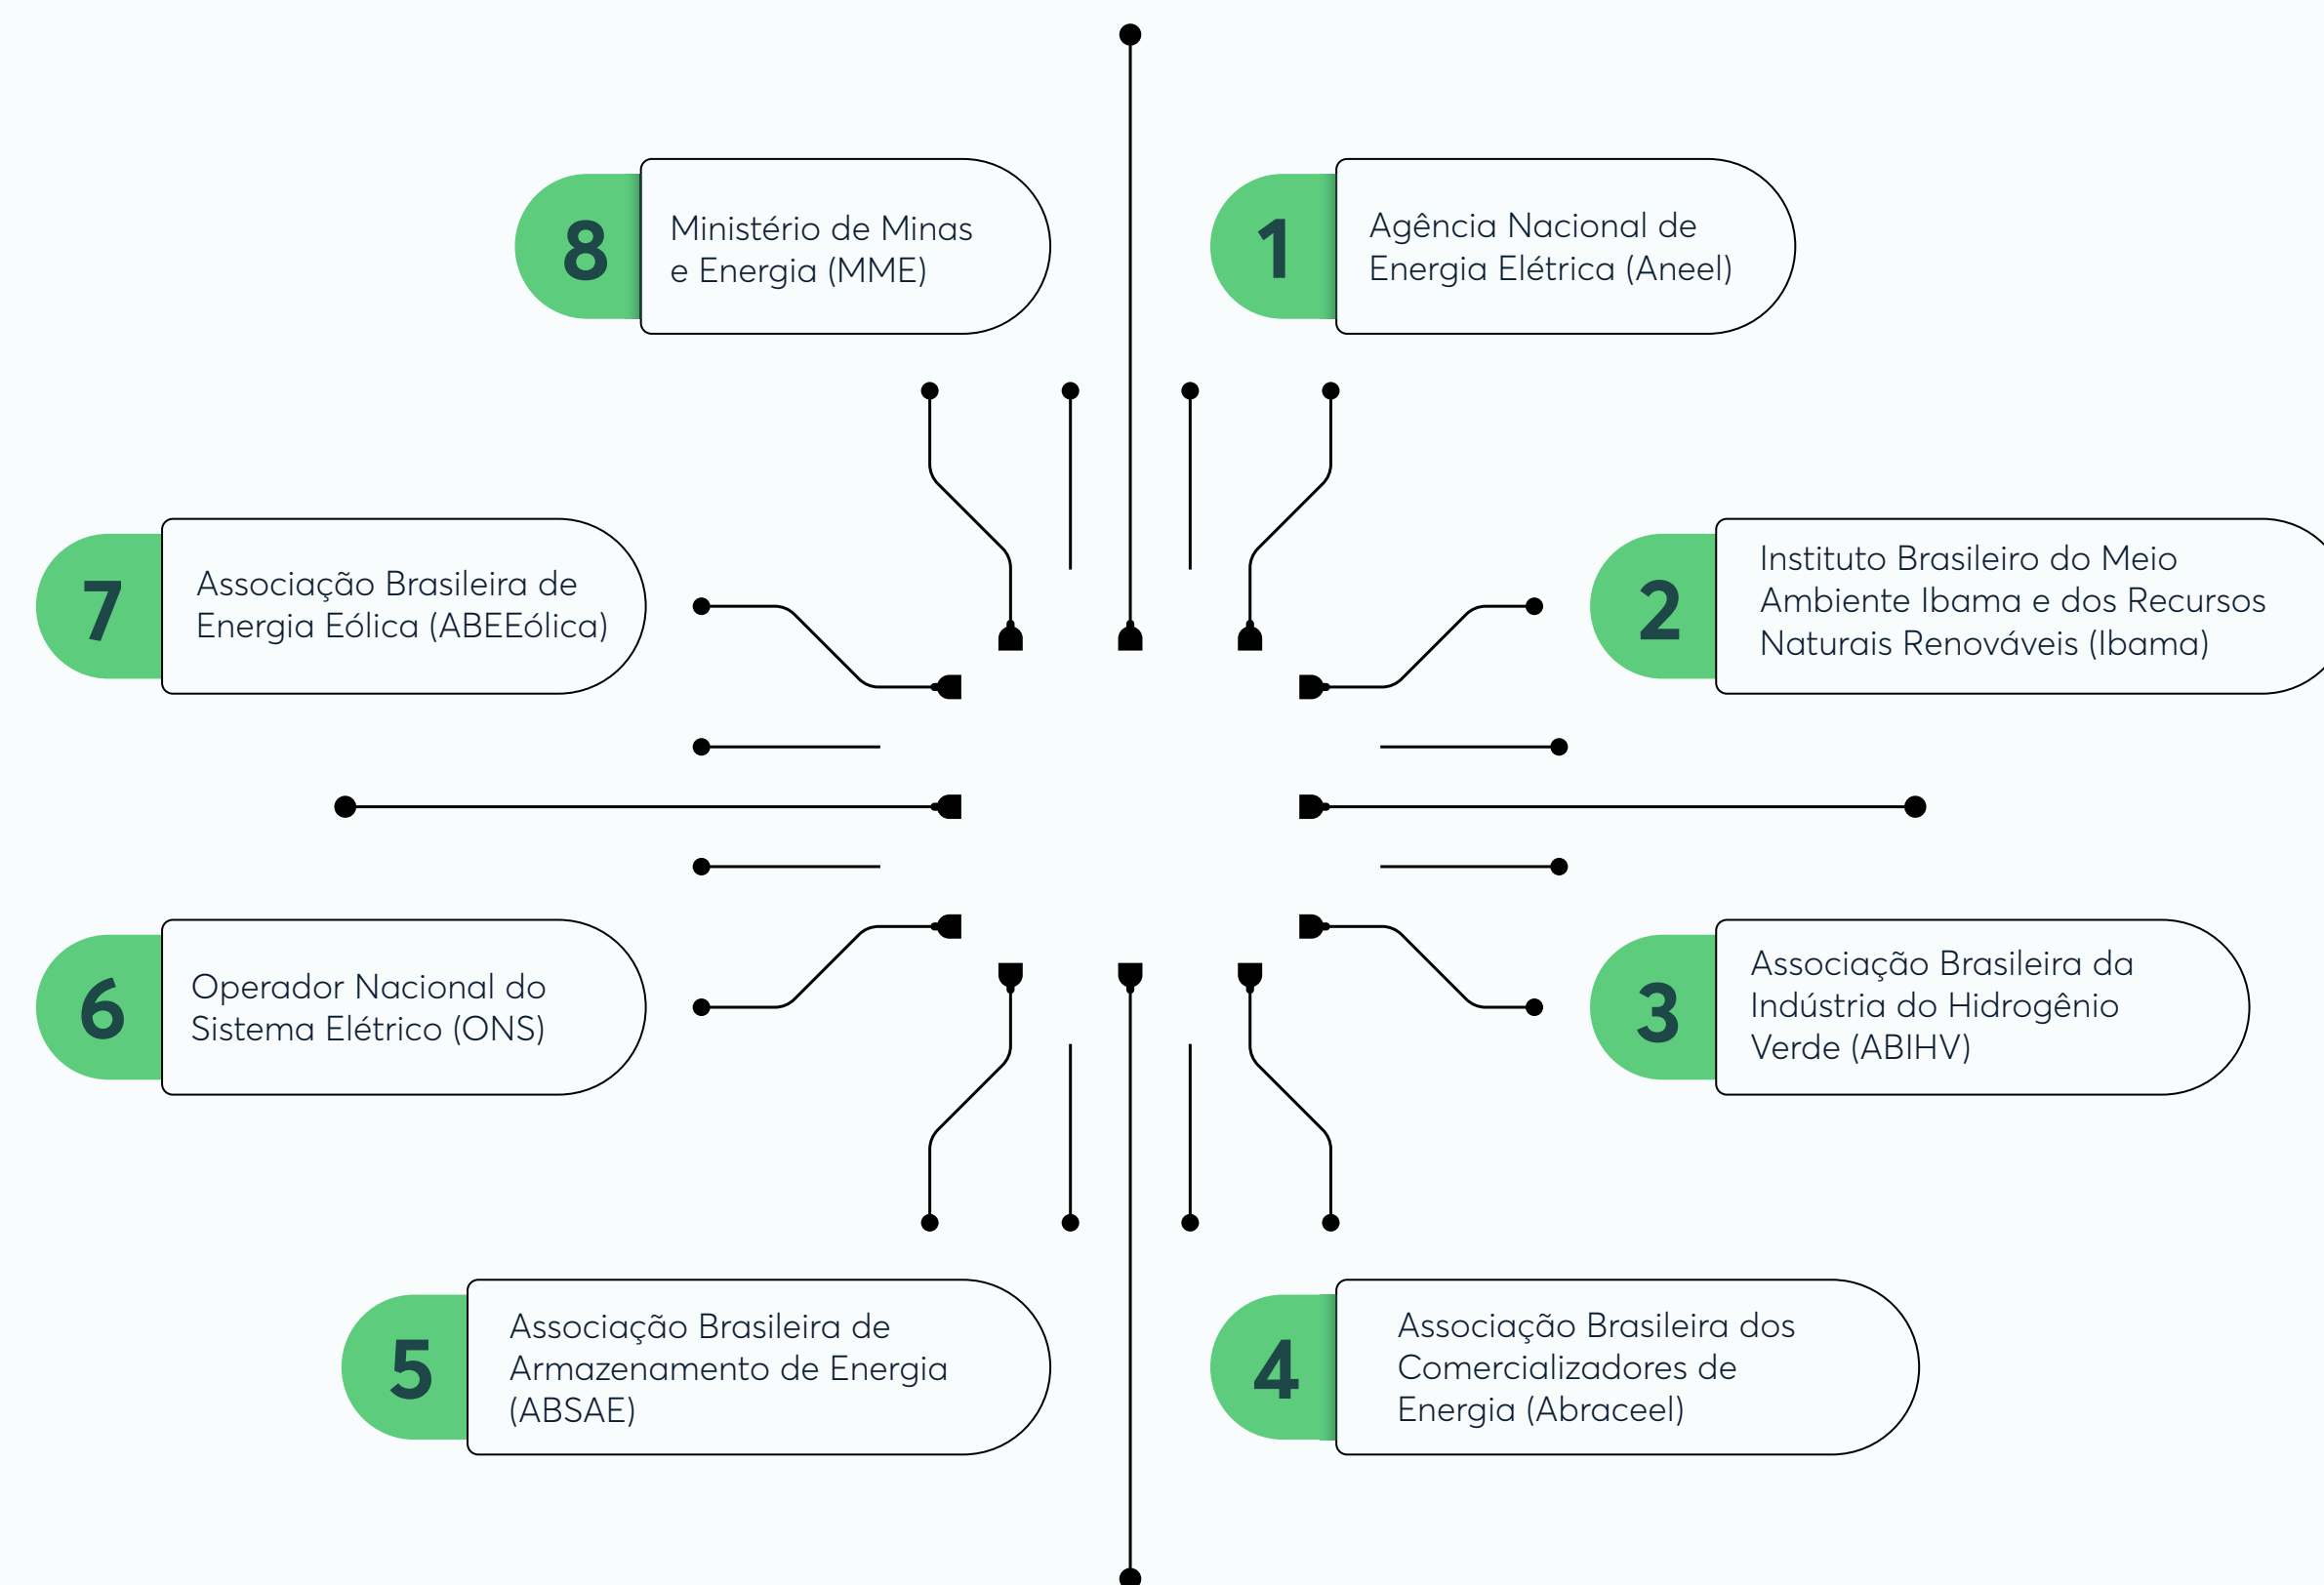 8
Ministério de Minas
e Energia (MME)
1
Agência Nacional de
Energia Elétrica (Aneel)
7
Associação Brasileira de
Energia Eólica (ABEEólica)
2
Instituto Brasileiro do Meio
Ambiente Ibama e dos Recursos
Naturais Renováveis (Ibama)
6
Operador Nacional do
Sistema Elétrico (ONS)
3
Associação Brasileira da
Indústria do Hidrogênio
Verde (ABIHV)
5
Associação Brasileira de
Armazenamento de Energia
(ABSAE)
4
Associação Brasileira dos
Comercializadores de
Energia (Abraceel)